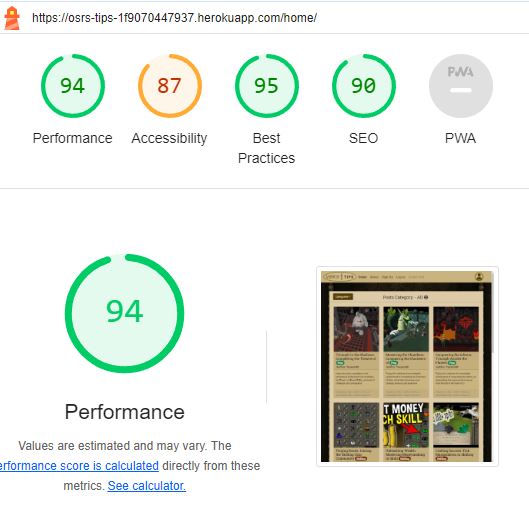 https://osrs-tips-1f9070447937.herokuapp.com/home/
94
87
95
90
PWA
Performance
Accessibility
Best
Practices
SEO
PWA
94
Performance
Values are estimated and may vary. The
erformance score is calculated directly from these
metrics. See calculator.
Posts Category - All